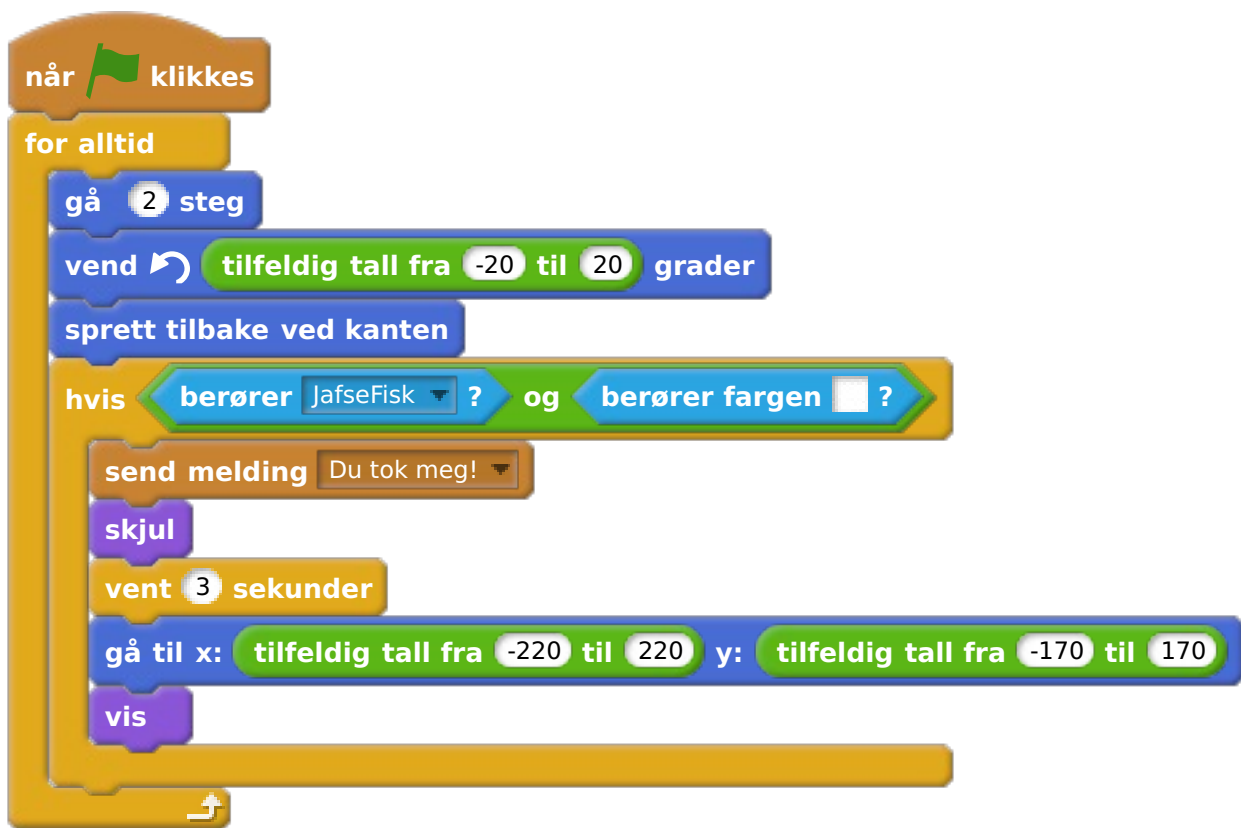 når klikkes
for alltid
gå 2 steg
vend tilfeldig tall fra -20 til 20 grader
sprett tilbake ved kanten
hvis berører JafseFisk ? og berører fargen ?
send melding Du tok meg!
skjul
vent 3 sekunder
gå til x: tilfeldig tall fra -220 til 220 y: tilfeldig tall fra -170 til 170
vis